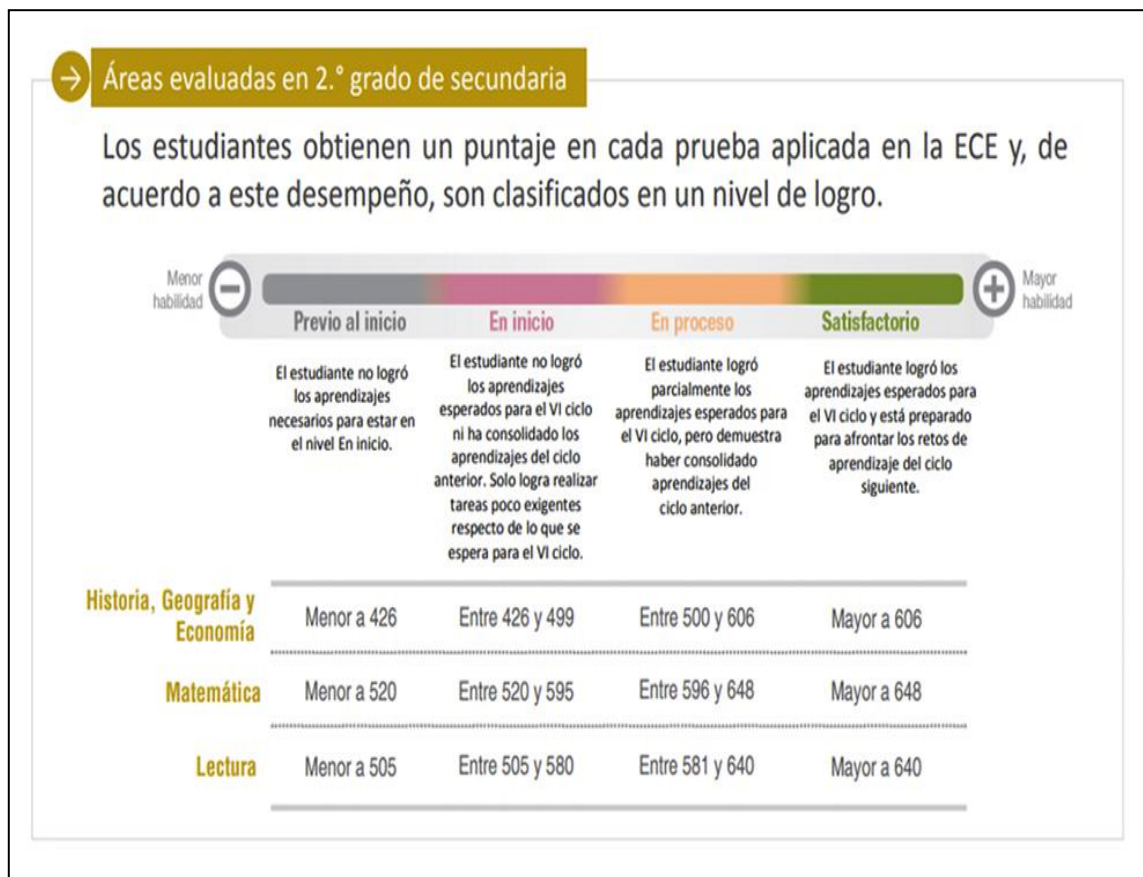 Áreas evaluadas en 2.° grado de secundaria
Los estudiantes obtienen un puntaje en cada prueba aplicada en la ECE y, de
acuerdo a este desempeño, son clasificados en un nivel de logro.
Menor
habilidad
Mayor
habilidad
Previo al inicio
El estudiante no logró
los aprendizajes
necesarios para estar en
el nivel En inicio.
En inicio
El estudiante no logró
los aprendizajes
esperados para el VI ciclo
ni ha consolidado los
aprendizajes del ciclo
anterior. Solo logra realizar
tareas poco exigentes
respecto de lo que se
espera para el VI ciclo.
En proceso
El estudiante logró
parcialmente los
aprendizajes esperados para
el VI ciclo, pero demuestra
haber consolidado
aprendizajes del
ciclo anterior.
Satisfactorio
El estudiante logró los
aprendizajes esperados para
el VI ciclo y está preparado
para afrontar los retos de
aprendizaje del ciclo
siguiente.
Historia, Geografía y
Economía
Menor a 426
Entre 426 y 499
Entre 500 y 606
Mayor a 606
Matemática
Menor a 520
Entre 520 y 595
Entre 596 y 648
Mayor a 648
Lectura
Menor a 505
Entre 505 y 580
Entre 581 y 640
Mayor a 640